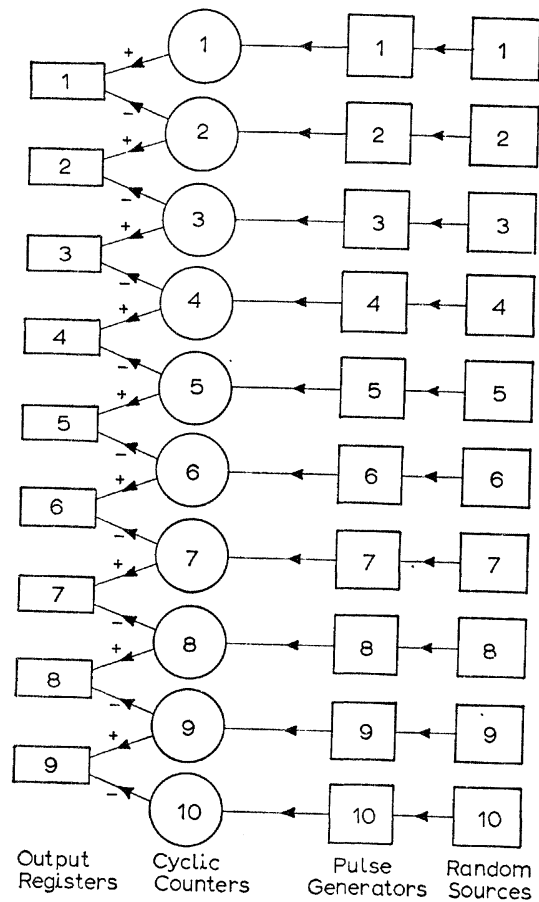 1 1 1
+
1
−
2 2 2
+
2
−
3 3 3
+
3
−
4 4 4
+
4
−
5 5 5
+
5
−
6 6 6
+
6
−
7 7 7
+
7
−
8 8 8
+
8
−
9 9 9
+
9
−
10 10 10
Output Registers
Cyclic Counters
Pulse Generators
Random Sources